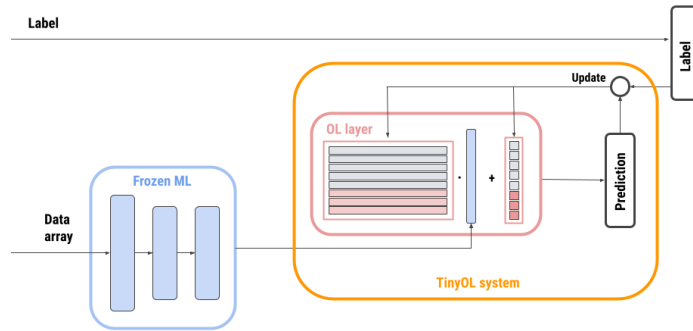 Label
Label
Update
OL layer
Frozen ML
·
+
Prediction
Data
array
TinyOL system